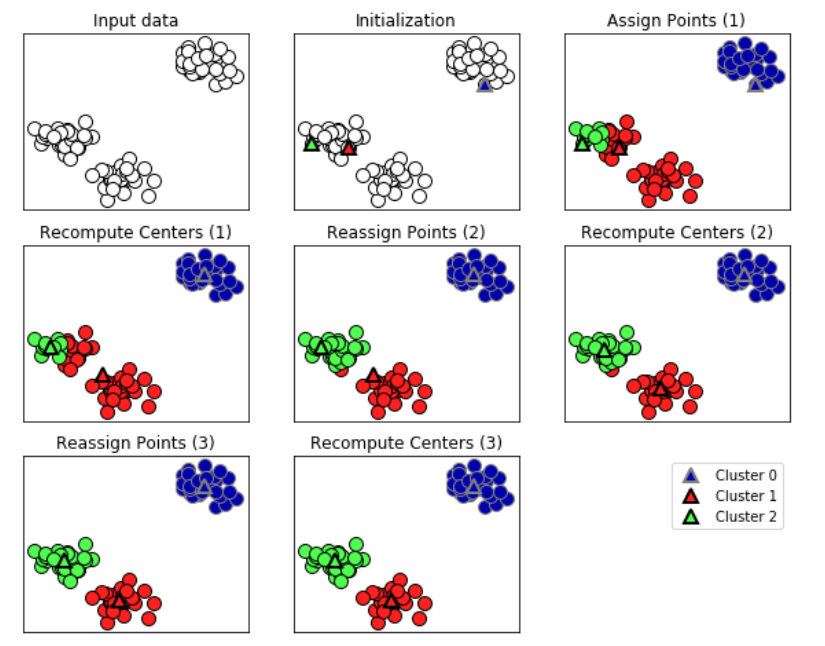 Input data
Initialization
Assign Points (1)
Recompute Centers (1)
Reassign Points (2)
Recompute Centers (2)
Reassign Points (3)
Recompute Centers (3)
Cluster 0
Cluster 1
Cluster 2